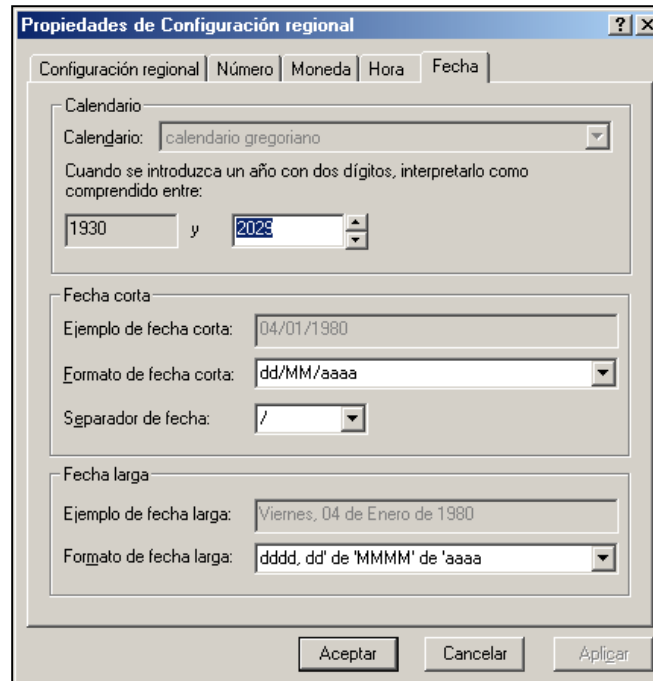 Propiedades de Configuración regional
Configuración regional Número Moneda Hora Fecha
Calendario
Calendario: calendario gregoriano
Cuando se introduzca un año con dos dígitos, interpretarlo como
comprendido entre:
1930 y 2029
Fecha corta
Ejemplo de fecha corta: 04/01/1980
Formato de fecha corta: dd/MM/aaaa
Separador de fecha: /
Fecha larga
Ejemplo de fecha larga: Viernes, 04 de Enero de 1980
Formato de fecha larga: dddd, dd' de 'MMMM' de 'aaaa
Aceptar Cancelar Aplicar